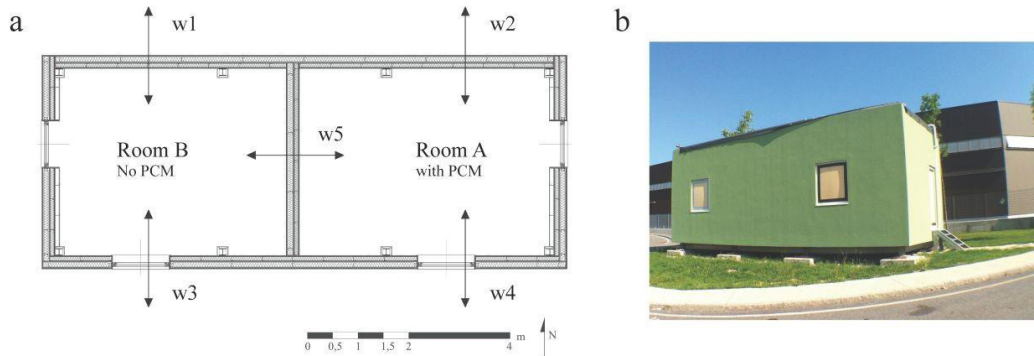 a
w1
w2
b
w5
Room B
No PCM
Room A
with PCM
w3
w4
0 0,5 1 1,5 2 4 m
N